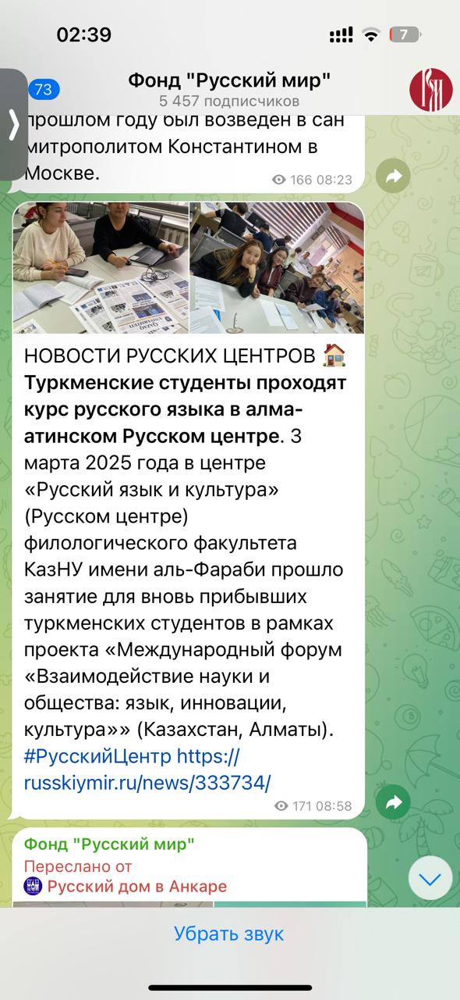 02:39
7
73
Фонд "Русский мир"
5 457 подписчиков
прошлом году был возведен в сан
митрополитом Константином в
Москве.
166 08:23
QAZAQ
UNIVERSITETI
НОВОСТИ РУССКИХ ЦЕНТРОВ 🏠
Туркменские студенты проходят
курс русского языка в алма-
атинском Русском центре. 3
марта 2025 года в центре
«Русский язык и культура»
(Русском центре)
филологического факультета
КазНУ имени аль-Фараби прошло
занятие для вновь прибывших
туркменских студентов в рамках
проекта «Международный форум
«Взаимодействие науки и
общества: язык, инновации,
культура»» (Казахстан, Алматы).
#РусскийЦентр https://
russkiymir.ru/news/333734/
171 08:58
Фонд "Русский мир"
Переслано от
Русский дом в Анкаре
Убрать звук